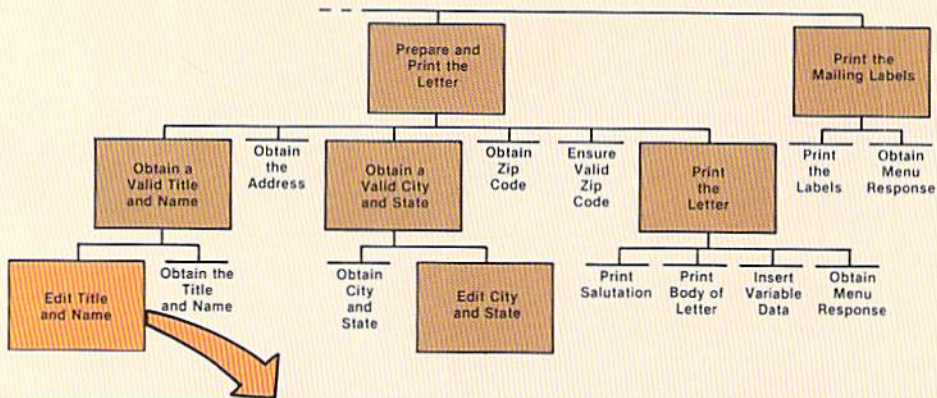 Prepare and
Print the
Letter
Print the
Mailing Labels
Obtain a
Valid Title
and Name
Obtain
the
Address
Obtain a
Valid City
and State
Obtain
Zip
Code
Ensure
Valid
Zip
Code
Print
the
Letter
Print
the
Labels
Obtain
Menu
Response
Edit Title
and Name
Obtain the
Title
and Name
Obtain
City
and
State
Edit City
and State
Print
Salutation
Print
Body of
Letter
Insert
Variable
Data
Obtain
Menu
Response